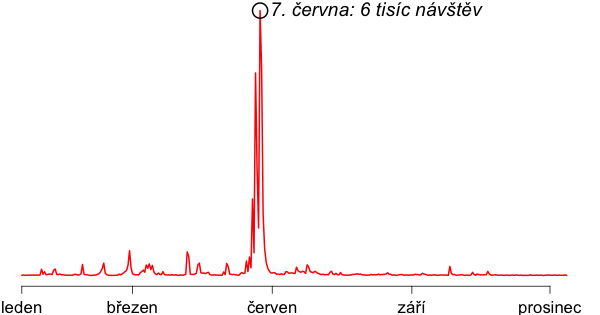 7. června: 6 tisíc návštěv
leden březen červen září prosinec